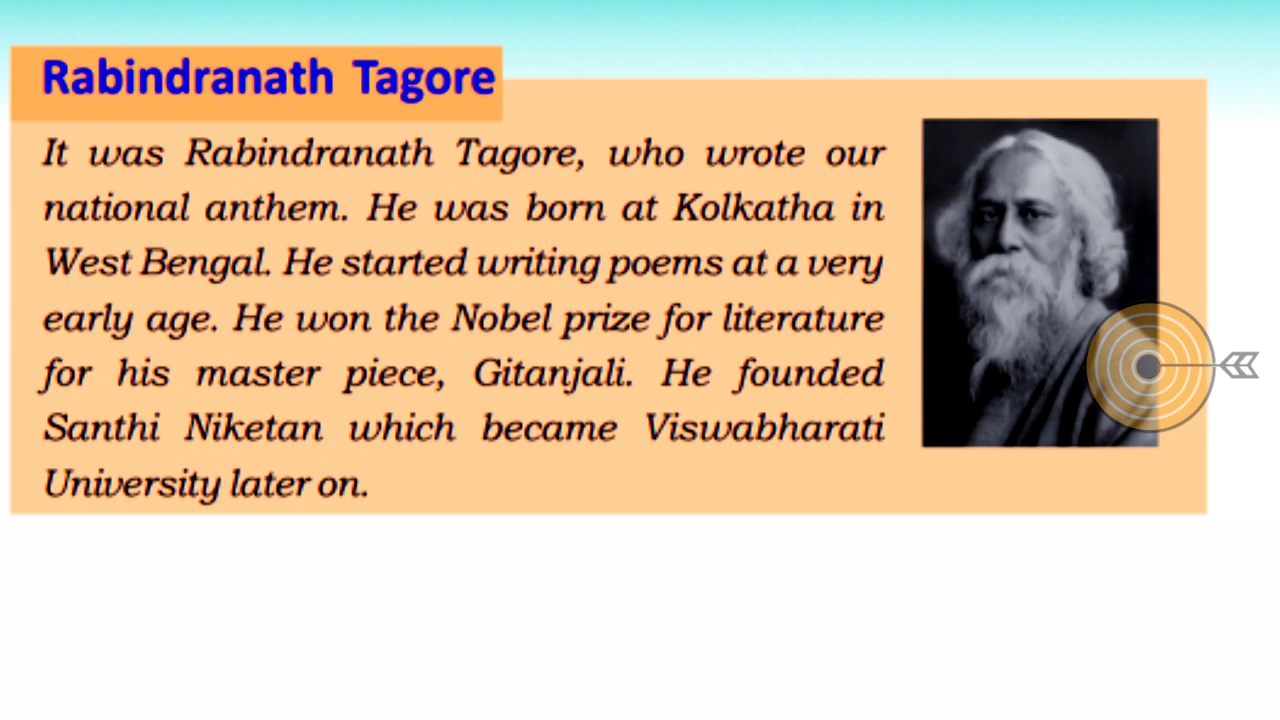 Rabindranath Tagore
It was Rabindranath Tagore, who wrote our
national anthem. He was born at Kolkatha in
West Bengal. He started writing poems at a very
early age. He won the Nobel prize for literature
for his master piece, Gitanjali. He founded
Santhi Niketan which became Viswabharati
University later on.